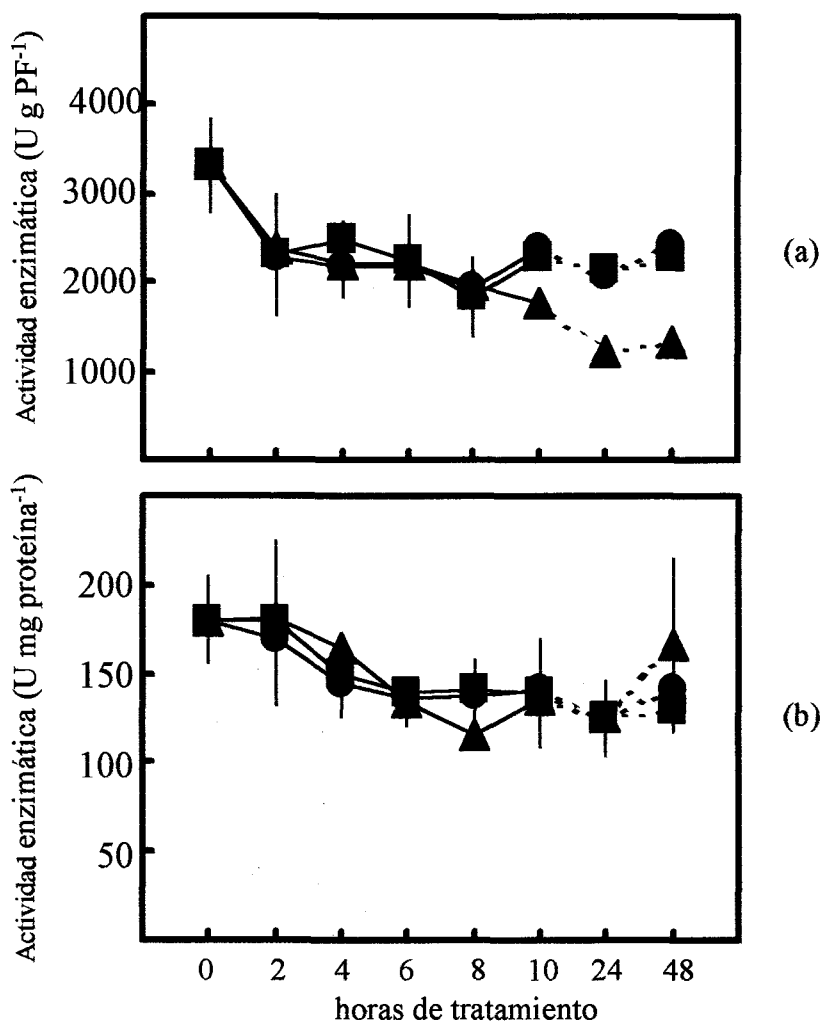 Actividad enzimática (U g PF⁻¹)
4000
3000
2000
1000
(a)
Actividad enzimática (U mg proteína⁻¹)
200
150
100
50
(b)
0 2 4 6 8 10 24 48
horas de tratamiento